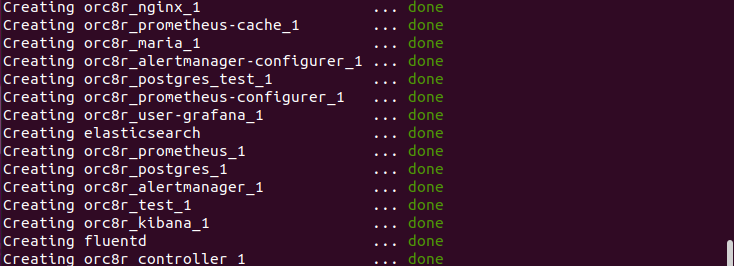 Creating orc8r_nginx_1                   ... done
Creating orc8r_prometheus-cache_1        ... done
Creating orc8r_maria_1                   ... done
Creating orc8r_alertmanager-configurer_1 ... done
Creating orc8r_postgres_test_1           ... done
Creating orc8r_prometheus-configurer_1   ... done
Creating orc8r_user-grafana_1            ... done
Creating elasticsearch                   ... done
Creating orc8r_prometheus_1              ... done
Creating orc8r_postgres_1                ... done
Creating orc8r_alertmanager_1            ... done
Creating orc8r_test_1                    ... done
Creating orc8r_kibana_1                  ... done
Creating fluentd                         ... done
Creating orc8r_controller_1              ... done